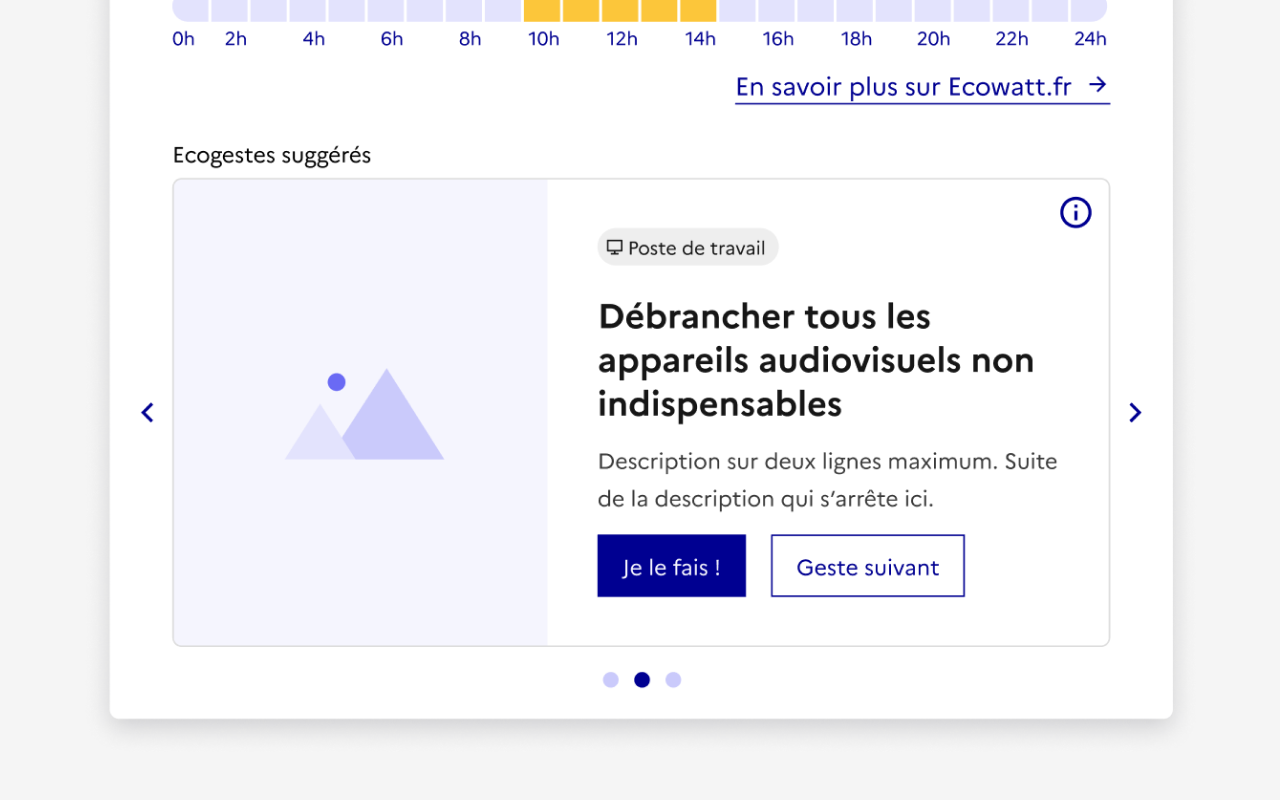 0h 2h 4h 6h 8h 10h 12h 14h 16h 18h 20h 22h 24h
En savoir plus sur Ecowatt.fr →
Ecogestes suggérés
Poste de travail
Débrancher tous les
appareils audiovisuels non
indispensables
Description sur deux lignes maximum. Suite
de la description qui s’arrête ici.
Je le fais ! Geste suivant